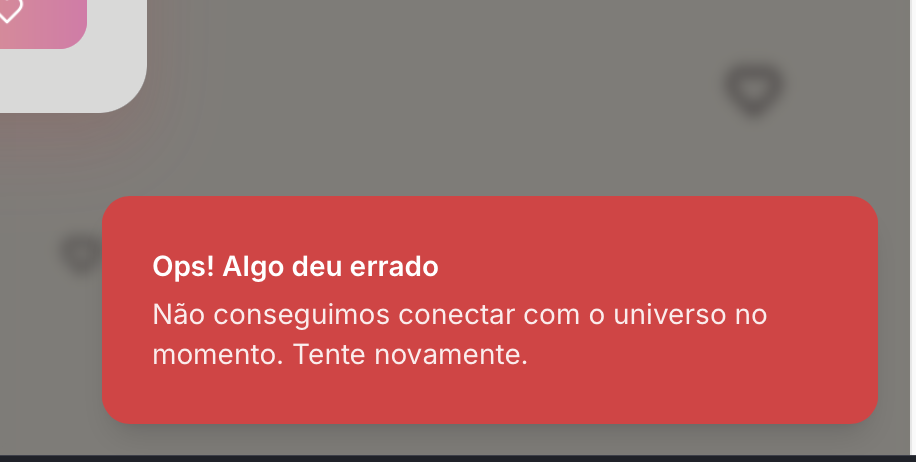 Ops! Algo deu errado
Não conseguimos conectar com o universo no
momento. Tente novamente.